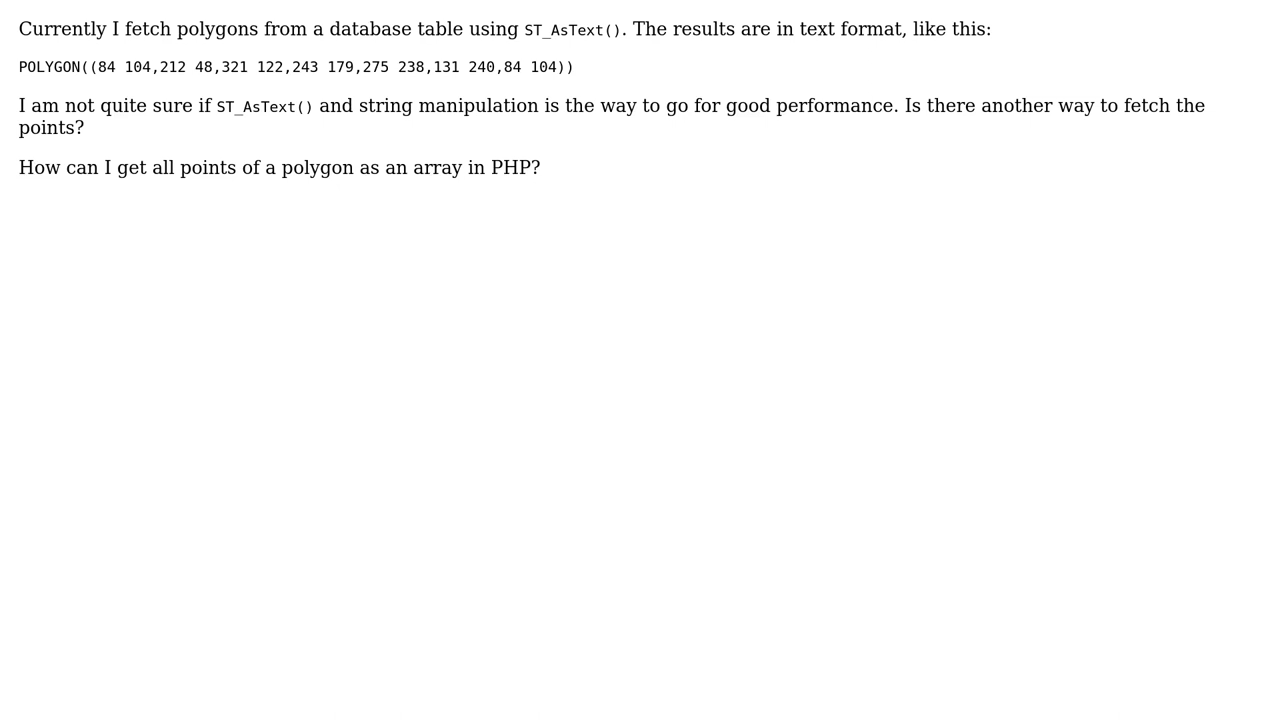 Currently I fetch polygons from a database table using ST_AsText(). The results are in text format, like this:
POLYGON((84 104,212 48,321 122,243 179,275 238,131 240,84 104))
I am not quite sure if ST_AsText() and string manipulation is the way to go for good performance. Is there another way to fetch the
points?
How can I get all points of a polygon as an array in PHP?